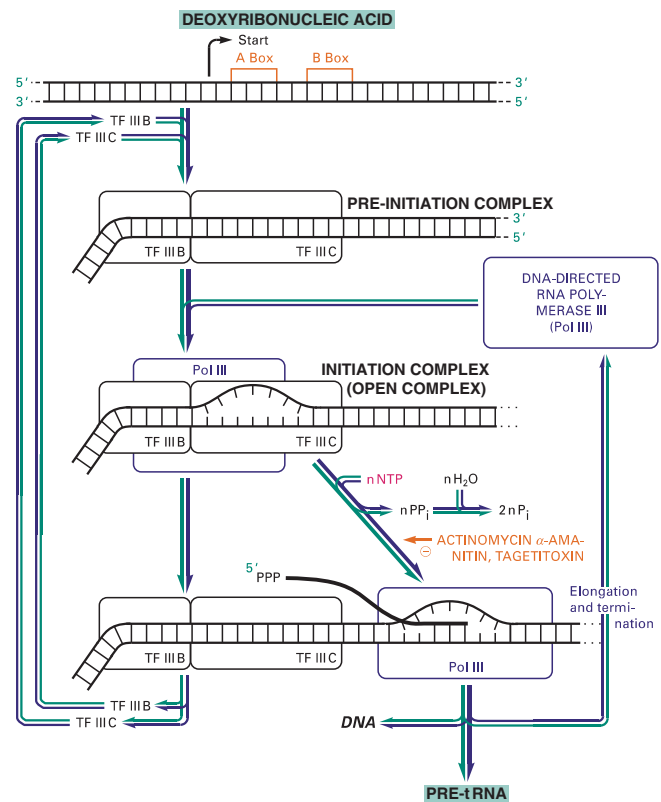 DEOXYRIBONUCLEIC ACID
Start
A Box
B Box
5′
3′
3′
5′
TF III B
TF III C
PRE-INITIATION COMPLEX
3′
5′
TF III B
TF III C
DNA-DIRECTED
RNA POLY-
MERASE III
(Pol III)
Pol III
INITIATION COMPLEX
(OPEN COMPLEX)
TF III B
TF III C
n NTP
n H₂O
n PPᵢ
2 n Pᵢ
ACTINOMYCIN α-AMA-
NITIN, TAGETITOXIN
⊖
5′
PPP
Elongation
and termi-
nation
TF III B
TF III C
Pol III
TF III B
TF III C
DNA
PRE-tRNA